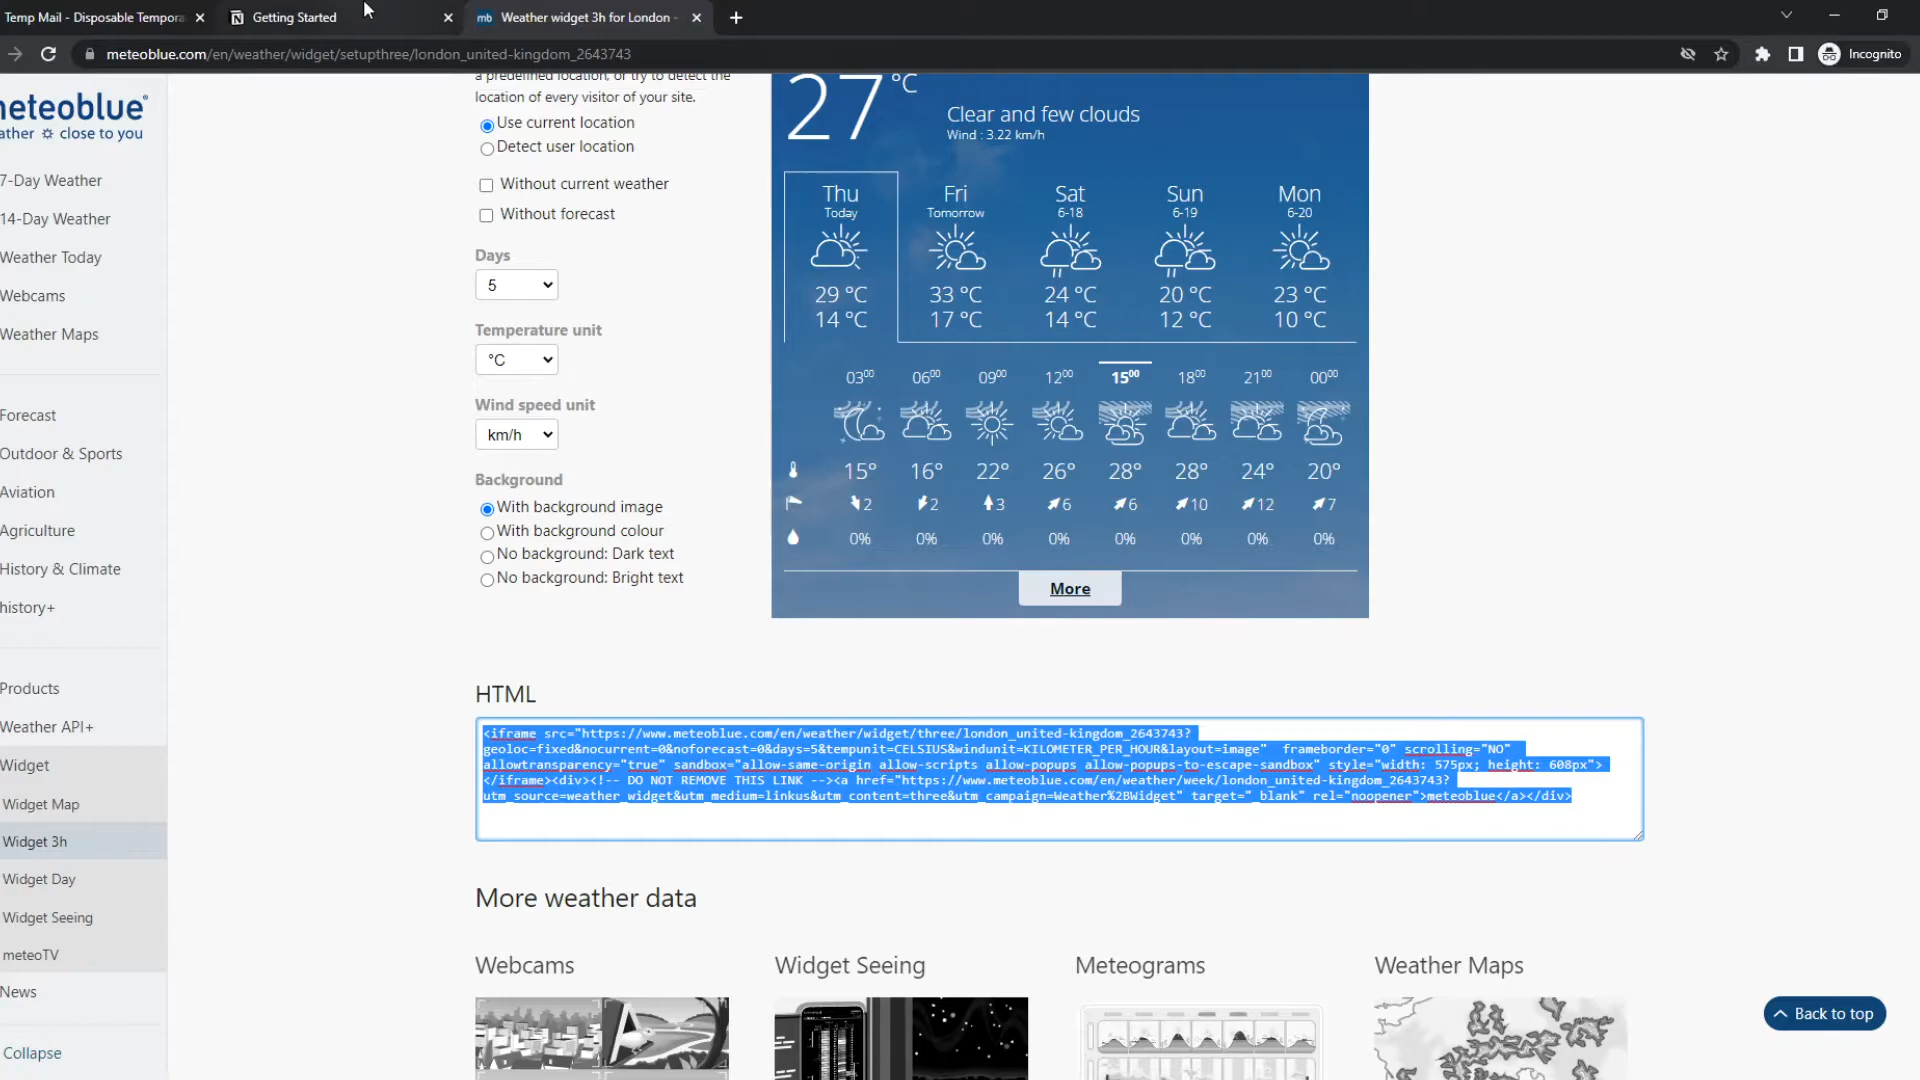 Temp Mail - Disposable Tempora
Getting Started
mb Weather widget 3h for London -
meteoblue.com/en/weather/widget/setupthree/london_united-kingdom_2643743
Incognito
meteoblue®
ather ☼ close to you
7-Day Weather
14-Day Weather
Weather Today
Webcams
Weather Maps
Forecast
Outdoor & Sports
Aviation
Agriculture
History & Climate
history+
Products
Weather API+
Widget
Widget Map
Widget 3h
Widget Day
Widget Seeing
meteoTV
News
Collapse
a predefined location, or try to detect the
location of every visitor of your site.
Use current location
Detect user location
Without current weather
Without forecast
Days
5
Temperature unit
°C
Wind speed unit
km/h
Background
With background image
With background colour
No background: Dark text
No background: Bright text
27 °C
Clear and few clouds
Wind : 3.22 km/h
Thu Fri Sat Sun Mon
Today Tomorrow 6-18 6-19 6-20
29 °C 33 °C 24 °C 20 °C 23 °C
14 °C 17 °C 14 °C 12 °C 10 °C
03⁰⁰ 06⁰⁰ 09⁰⁰ 12⁰⁰ 15⁰⁰ 18⁰⁰ 21⁰⁰ 00⁰⁰
15° 16° 22° 26° 28° 28° 24° 20°
2 2 3 6 6 10 12 7
0% 0% 0% 0% 0% 0% 0% 0%
More
HTML
<iframe src="https://www.meteoblue.com/en/weather/widget/three/london_united-kingdom_2643743?
geoloc=fixed&nocurrent=0&noforecast=0&days=5&tempunit=CELSIUS&windunit=KILOMETER_PER_HOUR&layout=image"  frameborder="0" scrolling="NO"
allowtransparency="true" sandbox="allow-same-origin allow-scripts allow-popups allow-popups-to-escape-sandbox" style="width: 575px; height: 608px">
</iframe><div><!-- DO NOT REMOVE THIS LINK --><a href="https://www.meteoblue.com/en/weather/week/london_united-kingdom_2643743?
utm_source=weather_widget&utm_medium=linkus&utm_content=three&utm_campaign=Weather%2BWidget" target="_blank" rel="noopener">meteoblue</a></div>
More weather data
Webcams
Widget Seeing
Meteograms
Weather Maps
Back to top